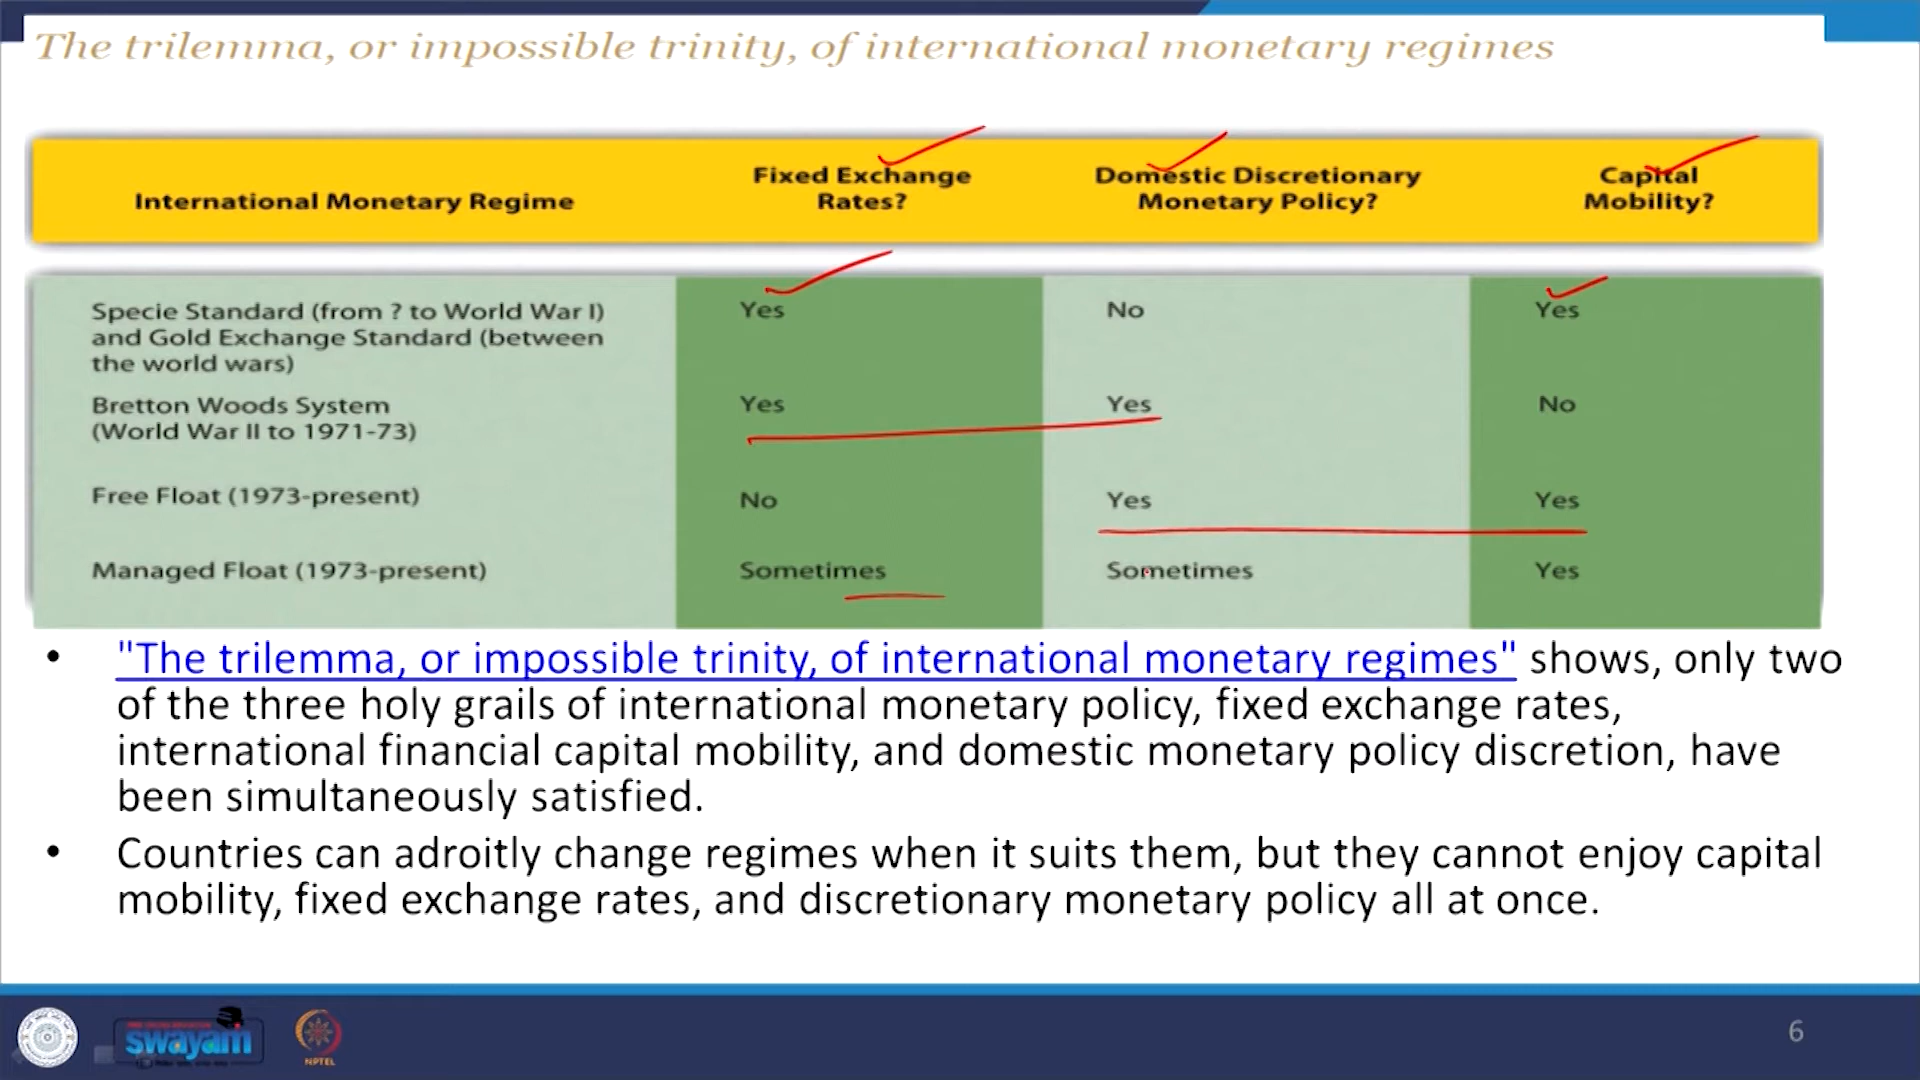 The trilemma, or impossible trinity, of international monetary regimes
International Monetary Regime
Fixed Exchange
Rates?
Domestic Discretionary
Monetary Policy?
Capital
Mobility?
Specie Standard (from ? to World War I)
and Gold Exchange Standard (between
the world wars)
Yes
No
Yes
Bretton Woods System
(World War II to 1971-73)
Yes
Yes
No
Free Float (1973-present)
No
Yes
Yes
Managed Float (1973-present)
Sometimes
Sometimes
Yes
• "The trilemma, or impossible trinity, of international monetary regimes" shows, only two
of the three holy grails of international monetary policy, fixed exchange rates,
international financial capital mobility, and domestic monetary policy discretion, have
been simultaneously satisfied.
• Countries can adroitly change regimes when it suits them, but they cannot enjoy capital
mobility, fixed exchange rates, and discretionary monetary policy all at once.
swayam
NPTEL
6